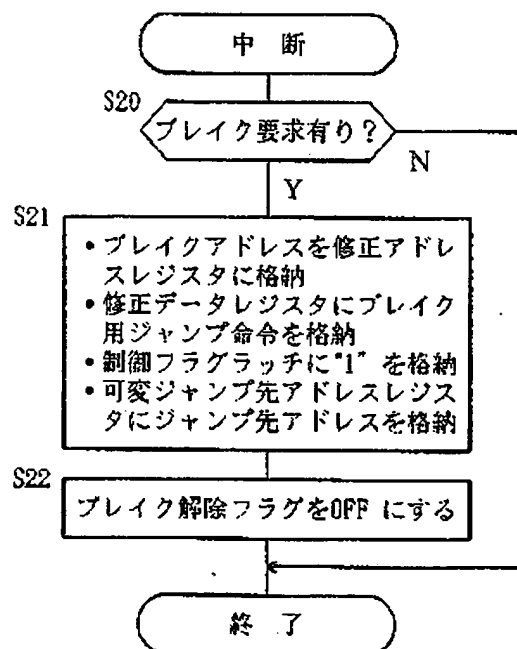 中 断
S20
ブレイク要求有り?
N
Y
S21
•ブレイクアドレスを修正アドレ
スレジスタに格納
•修正データレジスタにブレイク
用ジャンプ命令を格納
•制御フラグラッチに"1"を格納
•可変ジャンプ先アドレスレジス
タにジャンプ先アドレスを格納
S22
ブレイク解除フラグをOFFにする
終 了